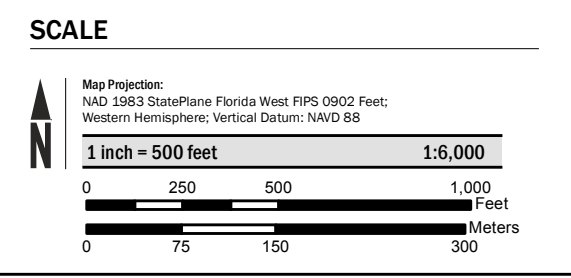 SCALE
Map Projection:
NAD 1983 StatePlane Florida West FIPS 0902 Feet;
Western Hemisphere; Vertical Datum: NAVD 88
N
1 inch = 500 feet 1:6,000
0 250 500 1,000
Feet
Meters
0 75 150 300